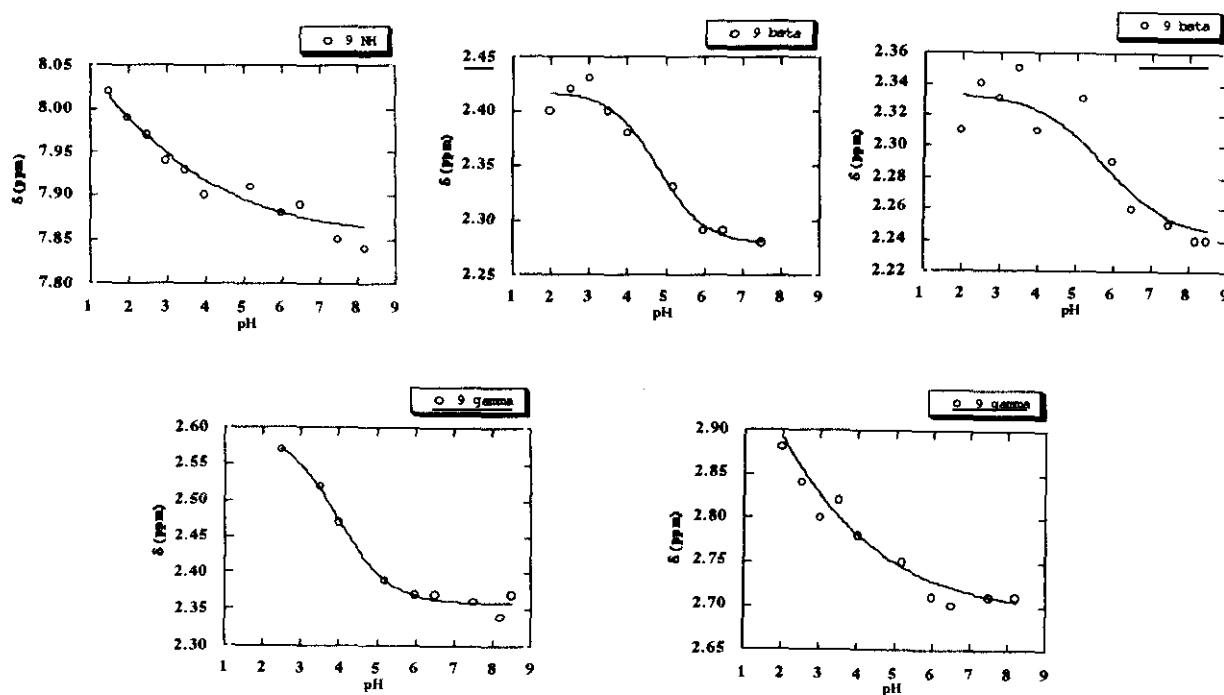 9 NH
8.05
8.00
7.95
7.90
7.85
7.80
δ (ppm)
1 2 3 4 5 6 7 8 9
pH
9 beta
2.45
2.40
2.35
2.30
2.25
δ (ppm)
1 2 3 4 5 6 7 8 9
pH
9 beta
2.36
2.34
2.33
2.31
2.30
2.28
2.26
2.24
2.22
δ (ppm)
1 2 3 4 5 6 7 8 9
pH
9 gamma
2.60
2.55
2.50
2.45
2.40
2.35
2.30
δ (ppm)
1 2 3 4 5 6 7 8 9
pH
9 gamma
2.90
2.85
2.80
2.75
2.70
2.65
δ (ppm)
1 2 3 4 5 6 7 8 9
pH